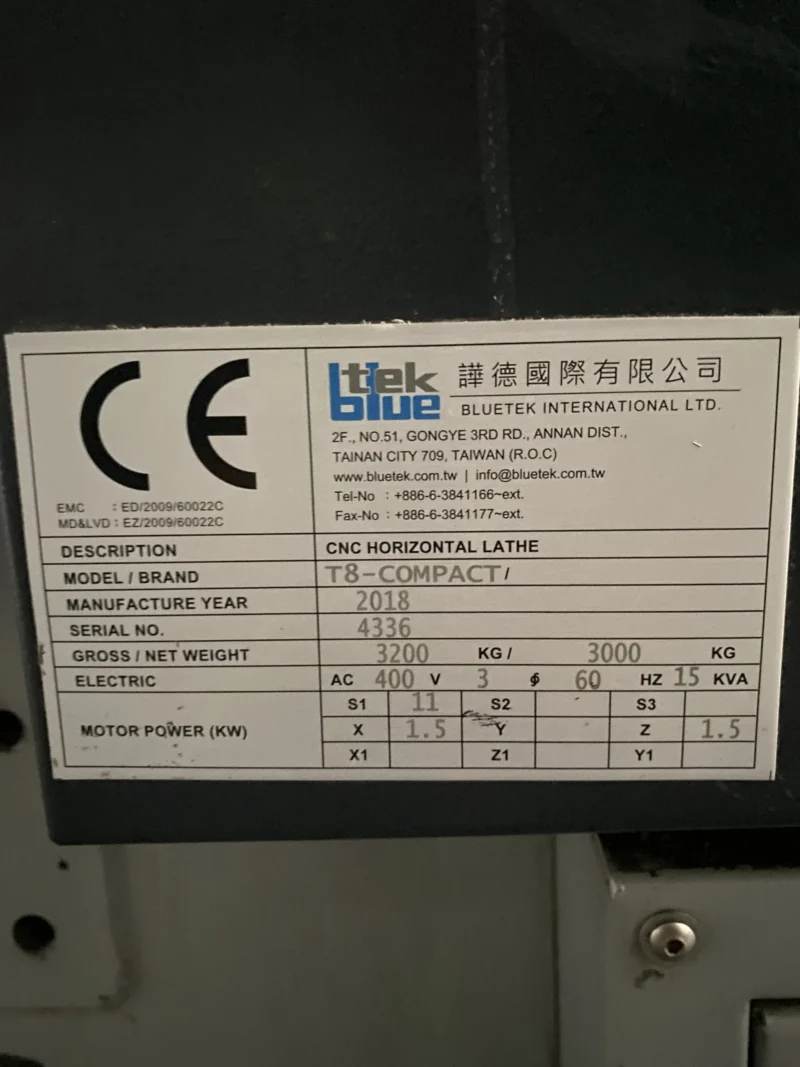 CE
EMC : ED/2009/60022C
MD&LVD : EZ/2009/60022C
tek
blue
譁德國際有限公司
BLUETEK INTERNATIONAL LTD.
2F., NO.51, GONGYE 3RD RD., ANNAN DIST.,
TAINAN CITY 709, TAIWAN (R.O.C)
www.bluetek.com.tw | info@bluetek.com.tw
Tel-No : +886-6-3841166~ext.
Fax-No : +886-6-3841177~ext.
DESCRIPTION CNC HORIZONTAL LATHE
MODEL / BRAND T8-COMPACT /
MANUFACTURE YEAR 2018
SERIAL NO. 4336
GROSS / NET WEIGHT 3200 KG / 3000 KG
ELECTRIC AC 400 V 3 ϕ 60 HZ 15 KVA
MOTOR POWER (KW)
S1 11 S2 S3
X 1.5 Y Z 1.5
X1 Z1 Y1